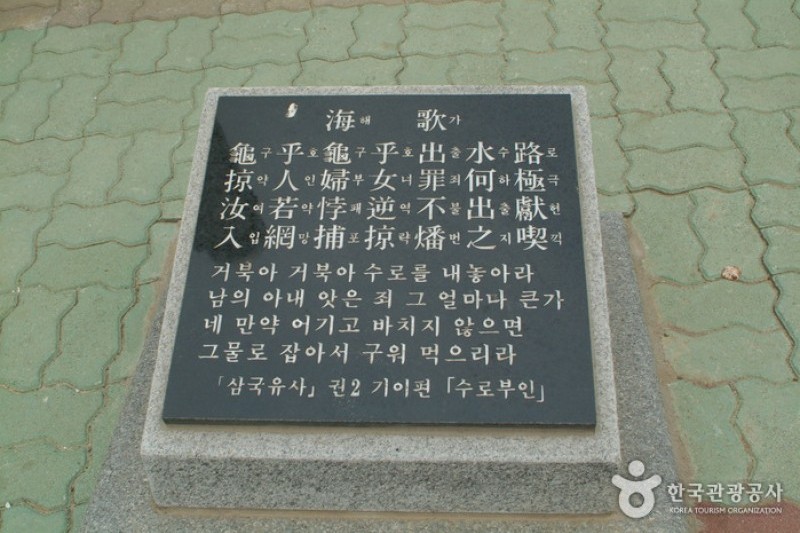 海해 歌가
龜구乎호龜구乎호出출水수路로
掠약人인婦부女녀罪죄何하極극
汝여若약悖패逆역不불出출獻헌
入입網망捕포掠략燔번之지喫끽
거북아 거북아 수로를 내놓아라
남의 아내 앗은 죄 그 얼마나 큰가
네 만약 어기고 바치지 않으면
그물로 잡아서 구워 먹으리라
「삼국유사」 권2 기이편 「수로부인」
한국관광공사
KOREA TOURISM ORGANIZATION